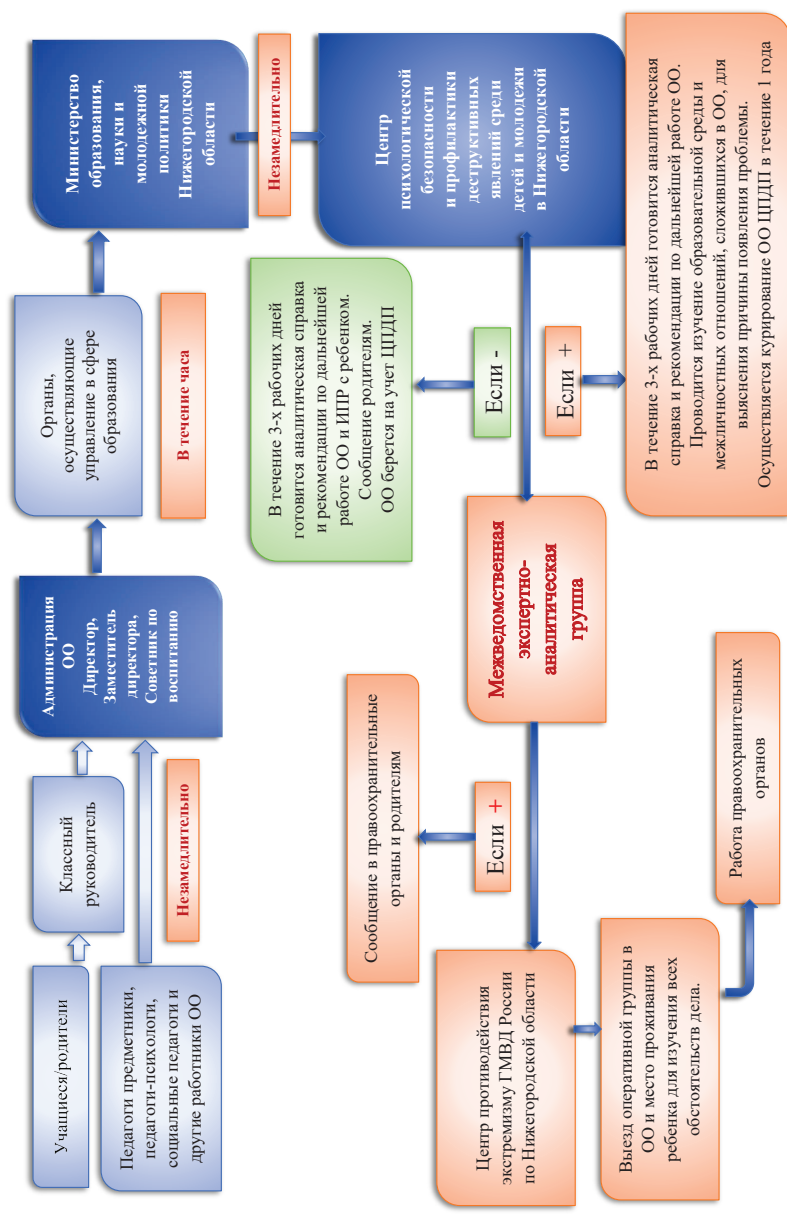 Учащиеся/родители
Педагоги предметники,
педагоги-психологи,
социальные педагоги и
другие работники ОО
Классный
руководитель
Незамедлительно
Администрация
ОО
Директор,
Заместитель
директора,
Советник по
воспитанию
Органы,
осуществляющие
управление в сфере
образования
В течение часа
Министерство
образования,
науки и
молодежной
политики
Нижегородской
области
Незамедлительно
Центр
психологической
безопасности
и профилактики
деструктивных
явлений среди
детей и молодежи
в Нижегородской
области
В течение 3-х рабочих дней
готовится аналитическая справка
и рекомендации по дальнейшей
работе ОО и ИПР с ребенком.
Сообщение родителям.
ОО берется на учет ЦПДП
Если -
Если +
В течение 3-х рабочих дней готовится аналитическая
справка и рекомендации по дальнейшей работе ОО.
Проводится изучение образовательной среды и
межличностных отношений, сложившихся в ОО, для
выяснения причины появления проблемы.
Осуществляется курирование ОО ЦПДП в течение 1 года
Межведомственная
экспертно-
аналитическая
группа
Сообщение в правоохранительные
органы и родителям
Если +
Центр противодействия
экстремизму ГМВД России
по Нижегородской области
Выезд оперативной группы в
ОО и место проживания
ребенка для изучения всех
обстоятельств дела.
Работа правоохранительных
органов